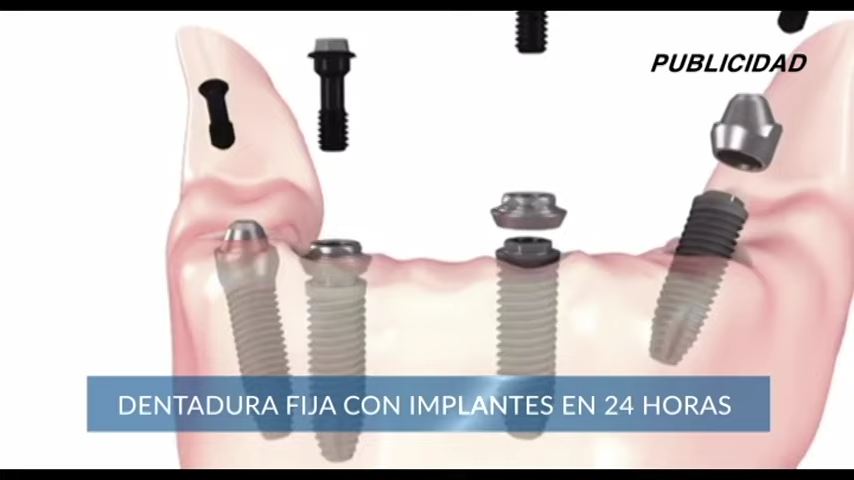 PUBLICIDAD
DENTADURA FIJA CON IMPLANTES EN 24 HORAS